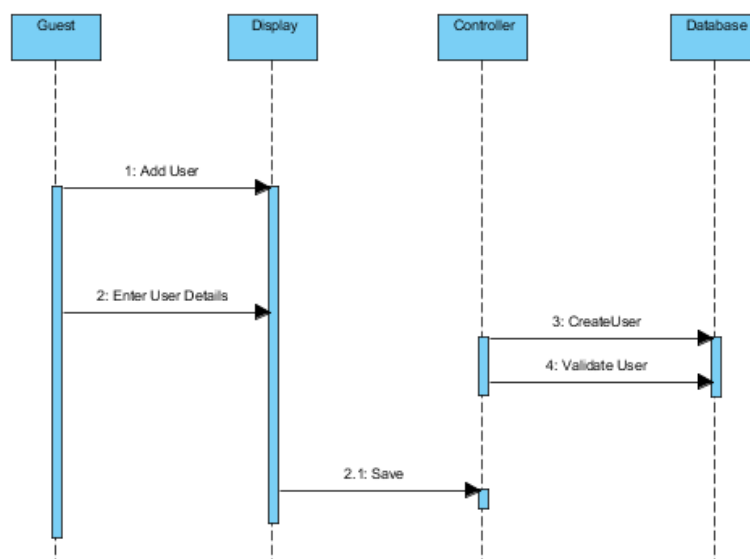 Guest
Display
Controller
Database
1: Add User
2: Enter User Details
3: CreateUser
4: Validate User
2.1: Save